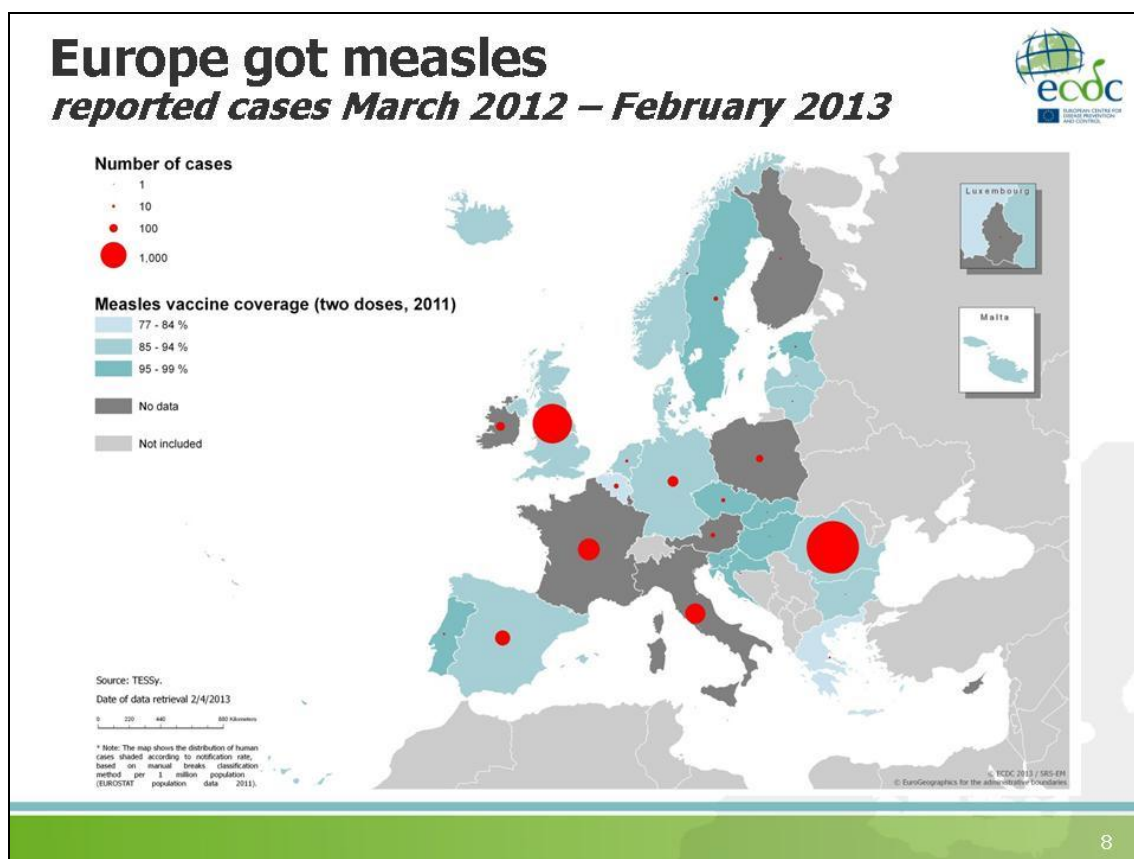 Europe got measles
reported cases March 2012 – February 2013
ecdc
EUROPEAN CENTRE FOR
DISEASE PREVENTION
AND CONTROL
Number of cases
1
10
100
1,000
Measles vaccine coverage (two doses, 2011)
77 - 84 %
85 - 94 %
95 - 99 %
No data
Not included
Luxembourg
Malta
Source: TESSy.
Date of data retrieval 2/4/2013
0 220 440 880 Kilometers
* Note: The map shows the distribution of human
cases shaded according to notification rate,
based on manual breaks classification
method per 1 million population
(EUROSTAT population data 2011).
© ECDC 2013 / SRS-EM
© EuroGeographics for the administrative boundaries
8